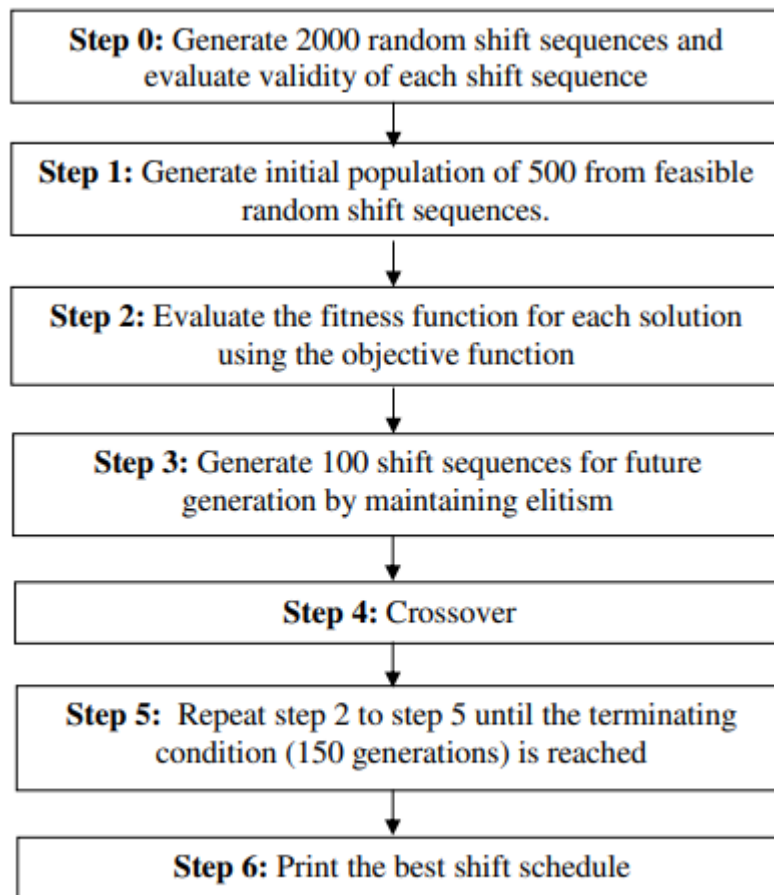 Step 0: Generate 2000 random shift sequences and
evaluate validity of each shift sequence
Step 1: Generate initial population of 500 from feasible
random shift sequences.
Step 2: Evaluate the fitness function for each solution
using the objective function
Step 3: Generate 100 shift sequences for future
generation by maintaining elitism
Step 4: Crossover
Step 5: Repeat step 2 to step 5 until the terminating
condition (150 generations) is reached
Step 6: Print the best shift schedule